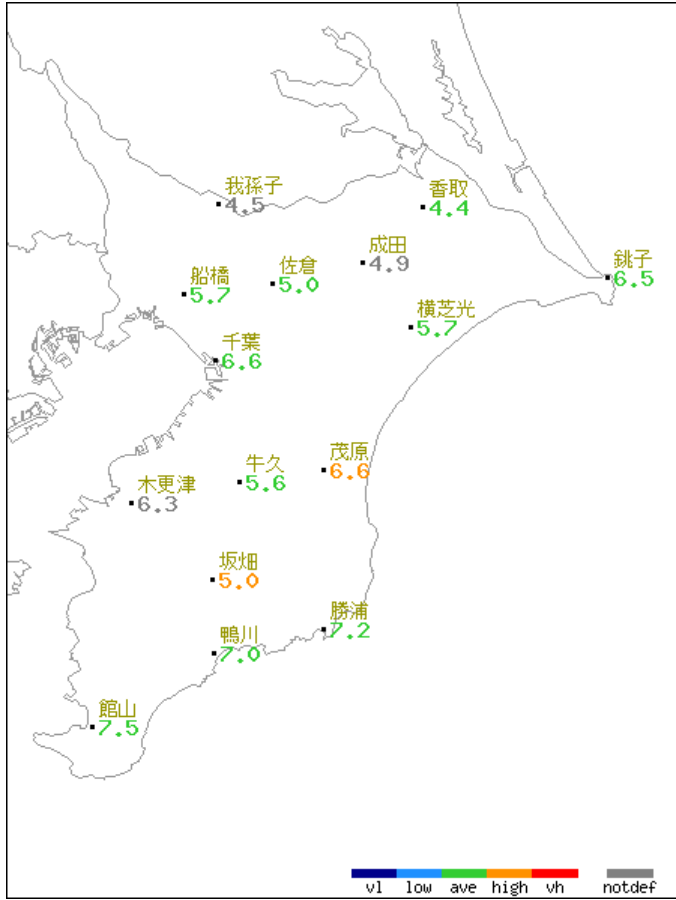 我孫子
4.5
香取
4.4
成田
4.9
佐倉
5.0
船橋
5.7
銚子
6.5
横芝光
5.7
千葉
6.6
茂原
6.6
牛久
5.6
木更津
6.3
坂畑
5.0
勝浦
7.2
鴨川
7.0
館山
7.5
vl low ave high vh notdef